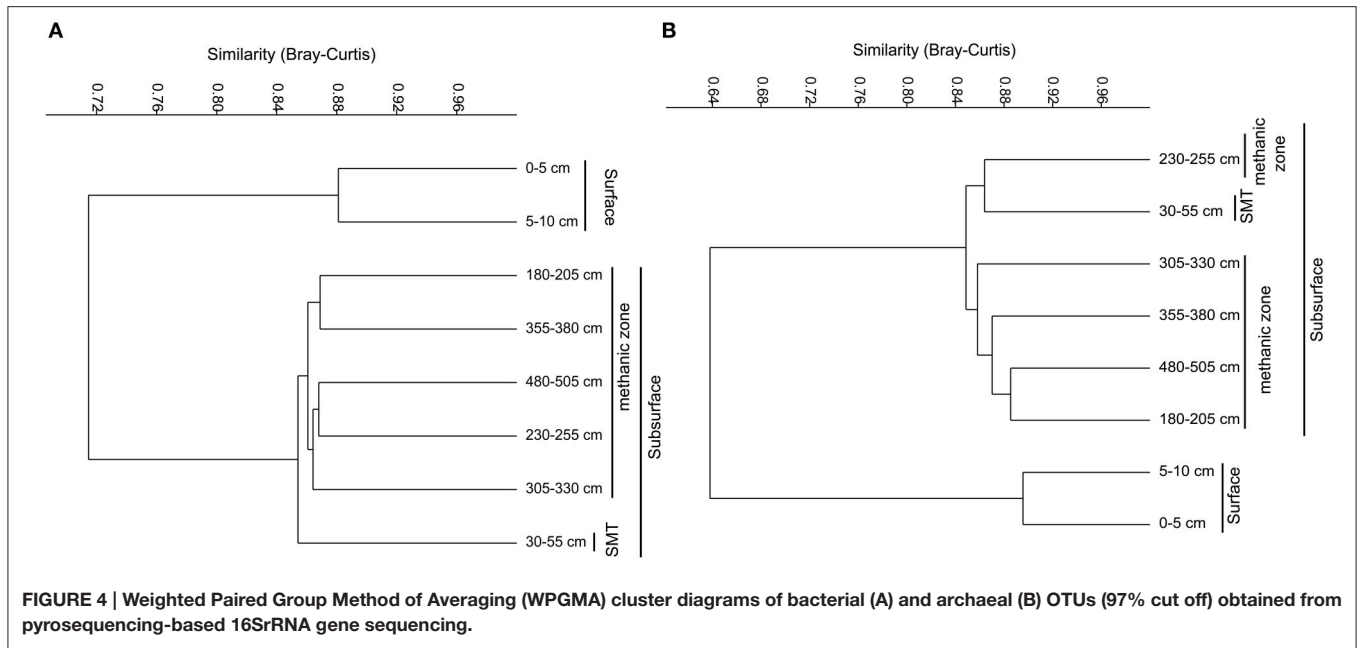 A
Similarity (Bray-Curtis)
0.72
0.76
0.80
0.84
0.88
0.92
0.96
0-5 cm
5-10 cm
Surface
180-205 cm
355-380 cm
480-505 cm
230-255 cm
305-330 cm
methanic zone
30-55 cm
SMT
Subsurface
B
Similarity (Bray-Curtis)
0.64
0.68
0.72
0.76
0.80
0.84
0.88
0.92
0.96
230-255 cm
methanic
zone
30-55 cm
SMT
305-330 cm
355-380 cm
480-505 cm
180-205 cm
methanic zone
Subsurface
5-10 cm
0-5 cm
Surface
FIGURE 4 | Weighted Paired Group Method of Averaging (WPGMA) cluster diagrams of bacterial (A) and archaeal (B) OTUs (97% cut off) obtained from
pyrosequencing-based 16SrRNA gene sequencing.